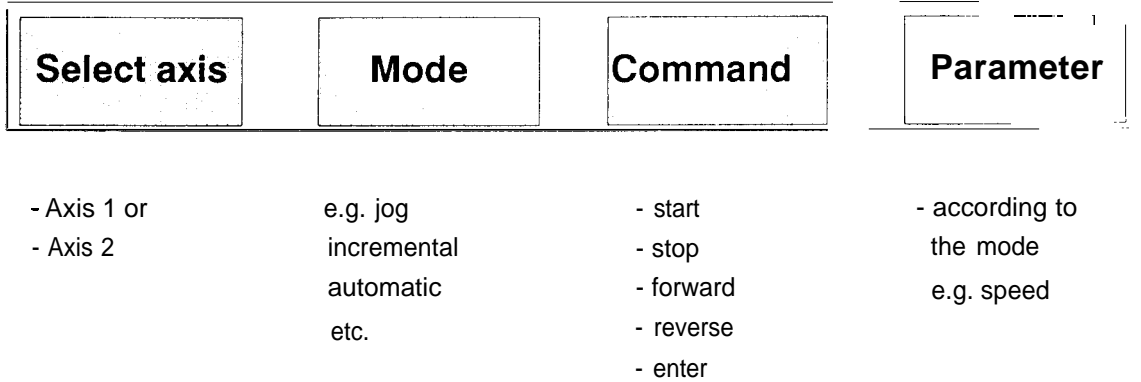 Select axis
Mode
Command
Parameter
- Axis 1 or
- Axis 2
e.g. jog
incremental
automatic
etc.
- start
- stop
- forward
- reverse
- enter
- according to
the mode
e.g. speed